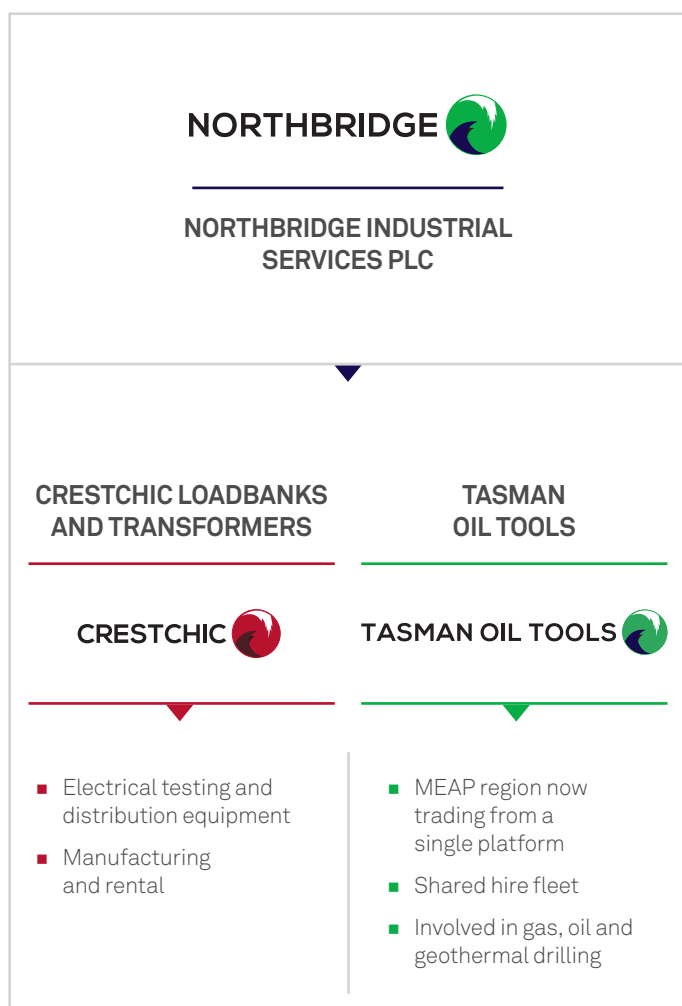 NORTHBRIDGE
NORTHBRIDGE INDUSTRIAL
SERVICES PLC
CRESTCHIC LOADBANKS
AND TRANSFORMERS
CRESTCHIC
Electrical testing and
distribution equipment
Manufacturing
and rental
TASMAN
OIL TOOLS
TASMAN OIL TOOLS
MEAP region now
trading from a
single platform
Shared hire fleet
Involved in gas, oil and
geothermal drilling